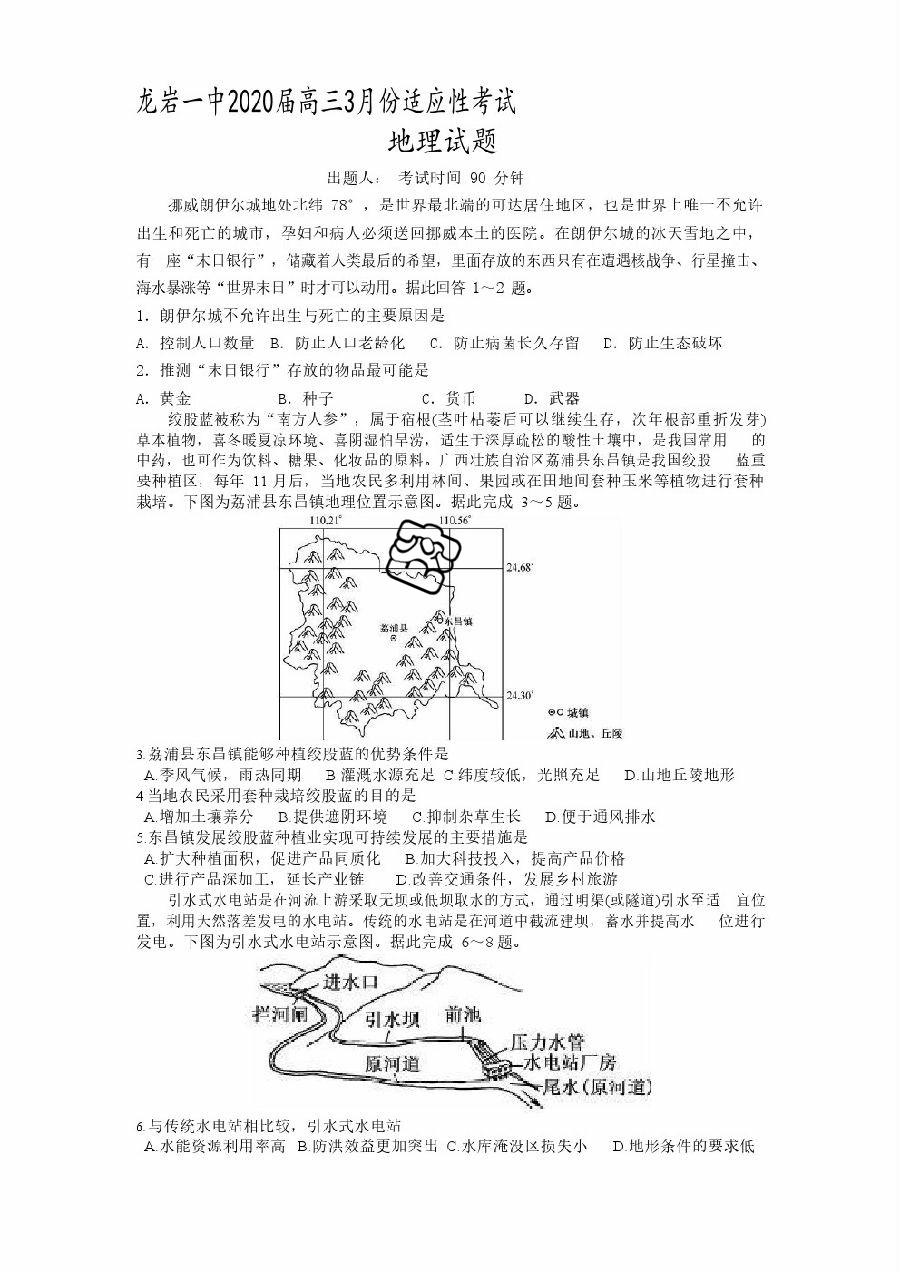 龙岩一中2020届高三3月份适应性考试
地理试题
出题人： 考试时间 90 分钟
挪威朗伊尔城地处北纬 78°，是世界最北端的可达居住地区，也是世界上唯一不允许
出生和死亡的城市，孕妇和病人必须送回挪威本土的医院。在朗伊尔城的冰天雪地之中，
有 座“末日银行”，储藏着人类最后的希望，里面存放的东西只有在遭遇核战争、行星撞击、
海水暴涨等“世界末日”时才可以动用。据此回答 1～2 题。
1．朗伊尔城不允许出生与死亡的主要原因是
A．控制人口数量 B．防止人口老龄化 C．防止病菌长久存留 D．防止生态破坏
2．推测“末日银行”存放的物品最可能是
A．黄金 B．种子 C．货币 D．武器
绞股蓝被称为“南方人参”，属于宿根(茎叶枯萎后可以继续生存，次年根部重折发芽)
草本植物，喜冬暖夏凉环境、喜阴湿怕旱涝，适生于深厚疏松的酸性土壤中，是我国常用 的
中药，也可作为饮料、糖果、化妆品的原料。广西壮族自治区荔浦县东昌镇是我国绞股 蓝重
要种植区，每年 11 月后，当地农民多利用林间、果园或在田地间套种玉米等植物进行套种
栽培。下图为荔浦县东昌镇地理位置示意图。据此完成 3～5 题。
110.21° 110.56°
24.68°
东昌镇
荔浦县
24.30°
城镇
山地、丘陵
3.荔浦县东昌镇能够种植绞股蓝的优势条件是
A.季风气候，雨热同期 B 灌溉水源充足 C 纬度较低，光照充足 D.山地丘陵地形
4 当地农民采用套种栽培绞股蓝的目的是
A.增加土壤养分 B.提供遮阴环境 C.抑制杂草生长 D.便于通风排水
5.东昌镇发展绞股蓝种植业实现可持续发展的主要措施是
A.扩大种植面积，促进产品同质化 B.加大科技投入，提高产品价格
C.进行产品深加工，延长产业链 D.改善交通条件，发展乡村旅游
引水式水电站是在河流上游采取无坝或低坝取水的方式，通过明渠(或隧道)引水至适 宜位
置，利用天然落差发电的水电站。传统的水电站是在河道中截流建坝，蓄水并提高水 位进行
发电。下图为引水式水电站示意图。据此完成 6～8 题。
进水口
拦河闸
引水坝 前池
压力水管
原河道 水电站厂房
尾水(原河道)
6.与传统水电站相比较，引水式水电站
A.水能资源利用率高 B.防洪效益更加突出 C.水库淹没区损失小 D.地形条件的要求低